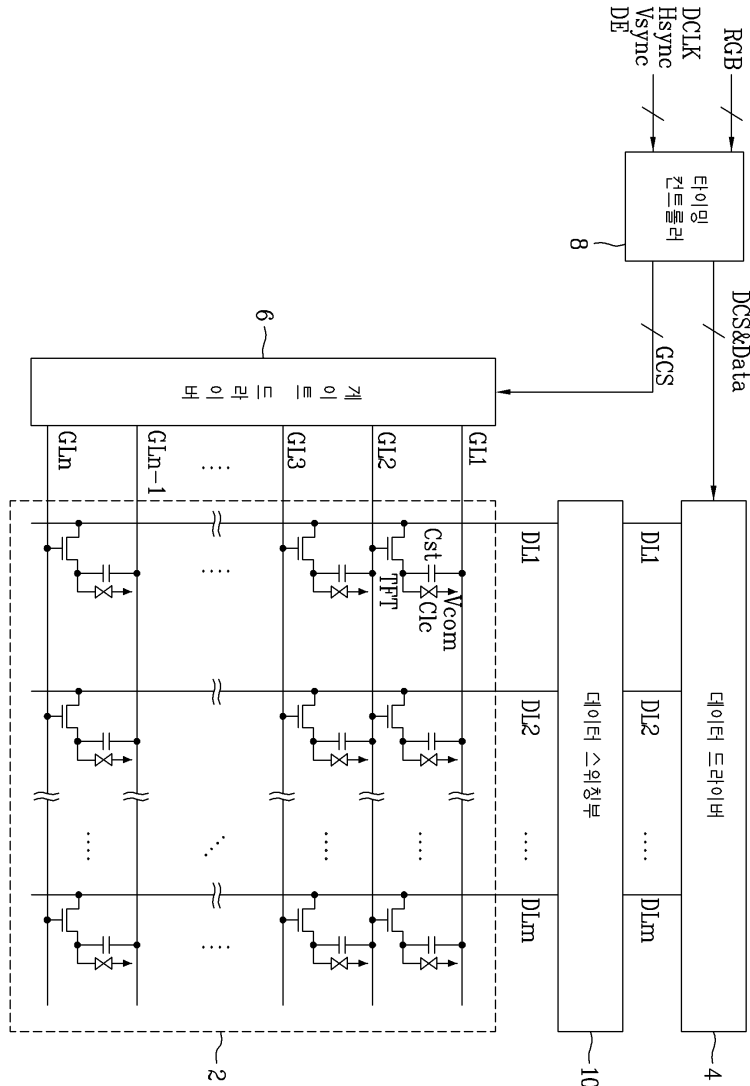 RGB
DCLK
Hsync
Vsync
DE
타이밍
컨트롤러
8
DCS&Data
GCS
데이터 드라이버
4
DL1
DL2
....
DLm
데이터 스위칭부
10
DL1
DL2
....
DLm
6
게이트 드라이버
GL1
GL2
GL3
....
GLn-1
GLn
Vcom
Clc
Cst
TFT
....
....
....
....
....
....
2